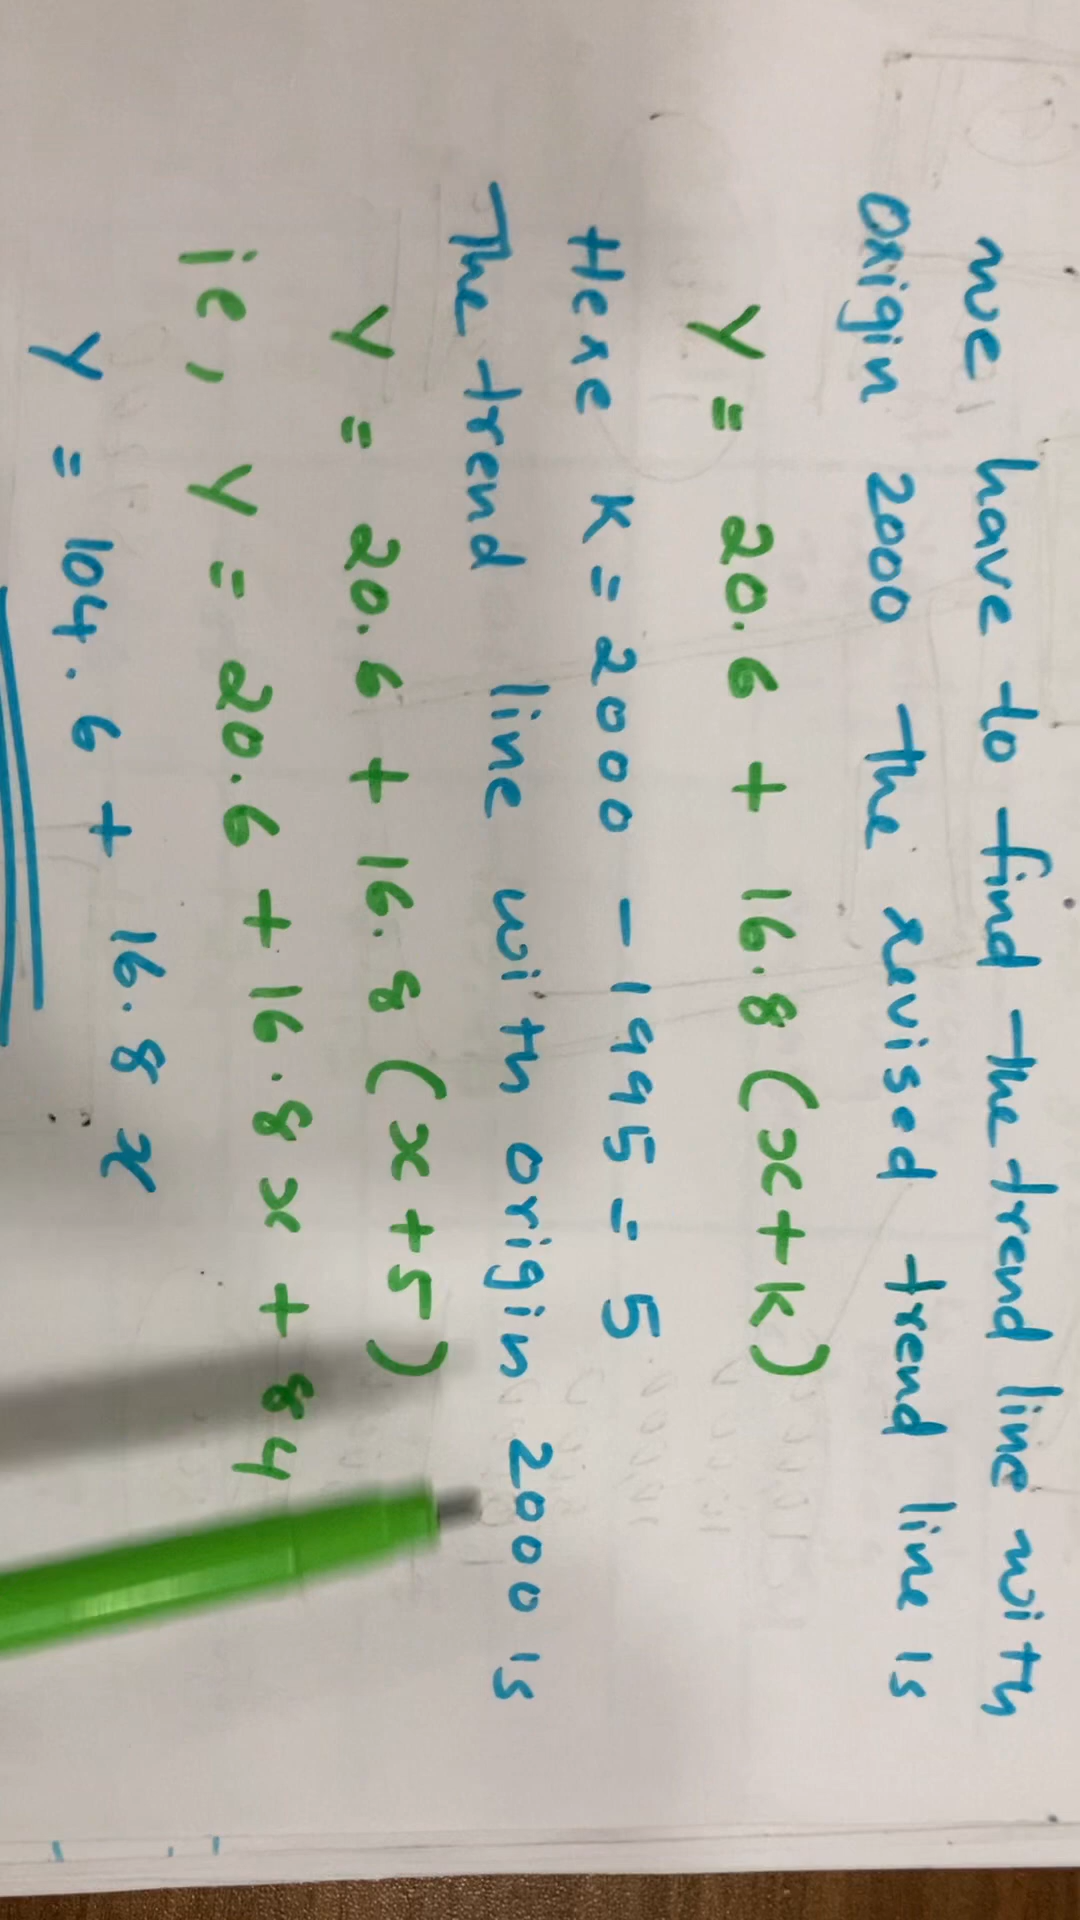 we have to find the trend line with
origin 2000 the revised trend line is
y = 20.6 + 16.8 (x+k)
Here K = 2000 - 1995 = 5
The trend line with origin 2000 is
y = 20.6 + 16.8 (x+5)
ie, y = 20.6 + 16.8 x + 84
y = 104.6 + 16.8 x